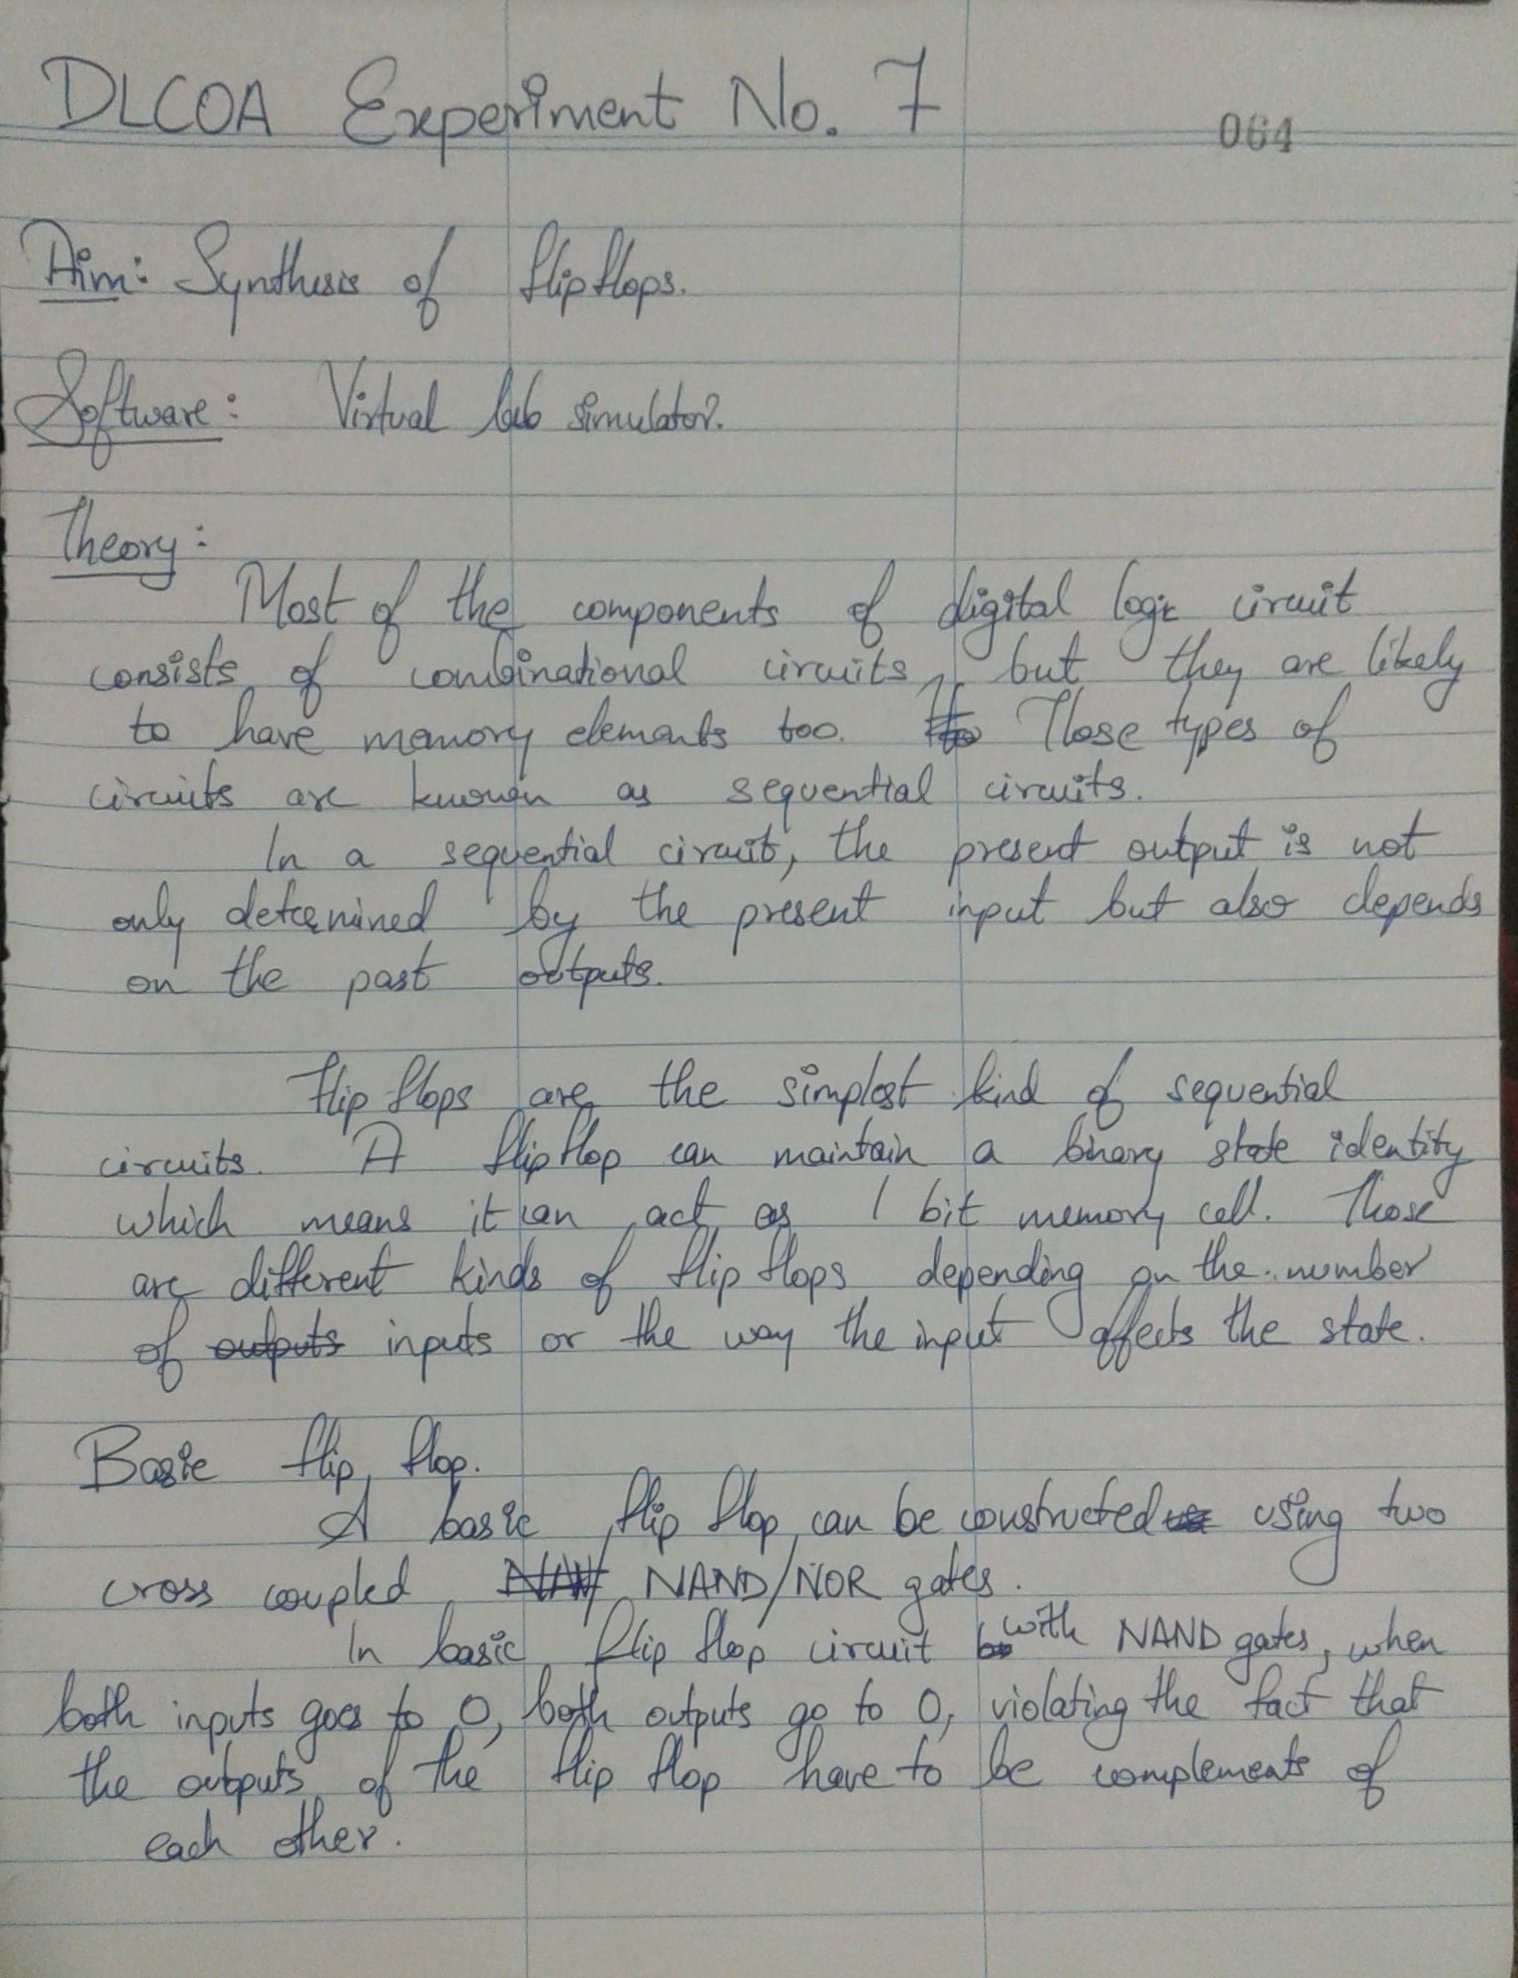 DLCOA Experiment No. 7
064
Aim: Synthesis of flipflops.
Software: Virtual lab simulator.
Theory:
Most of the components of digital logic circuit
consists of combinational circuits, but they are likely
to have memory elements too. Those types of
circuits are known as sequential circuits.
In a sequential circuit, the present output is not
only determined by the present input but also depends
on the past outputs.
Flip flops are the simplest kind of sequential
circuits. A flipflop can maintain a binary state identity
which means it can act as 1 bit memory cell. Those
are different kinds of flip flops depending on the number
of outputs inputs or the way the input affects the state.
Basic flip flop.
A basic flip flop can be constructed using two
cross coupled NAND/NOR gates.
In basic flip flop circuit with NAND gates, when
both inputs goes to 0, both outputs go to 0, violating the fact that
the outputs of the flip flop have to be complements of
each other.